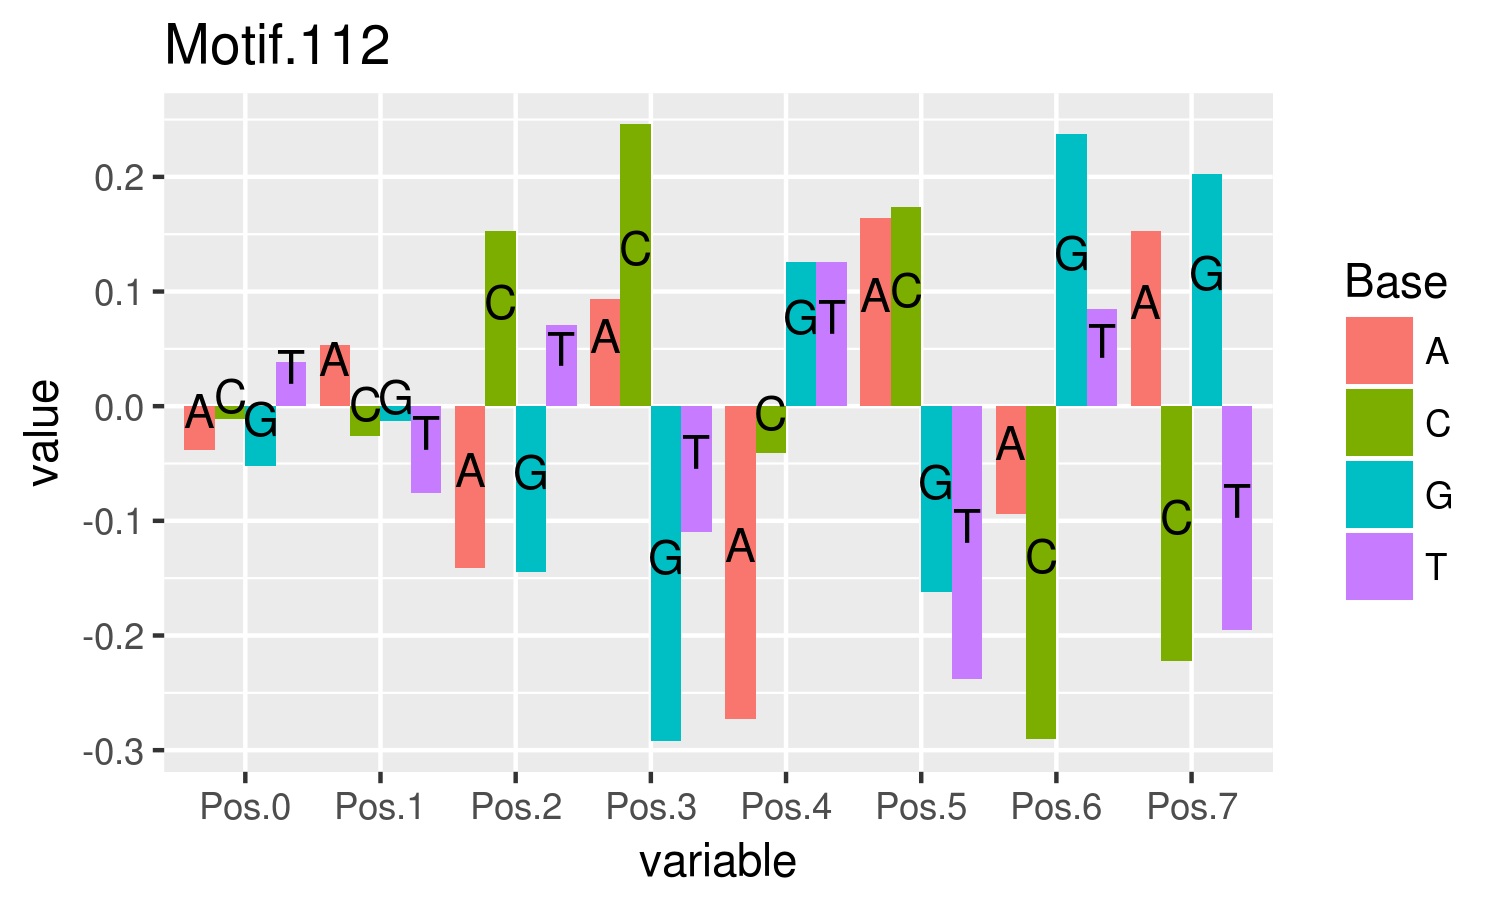 Motif.112
0.2
0.1
0.0
-0.1
-0.2
-0.3
value
A C G T A C G T A C G T A C G T A C G T A C G T A C G T A C G T
Pos.0 Pos.1 Pos.2 Pos.3 Pos.4 Pos.5 Pos.6 Pos.7
variable
Base
A
C
G
T